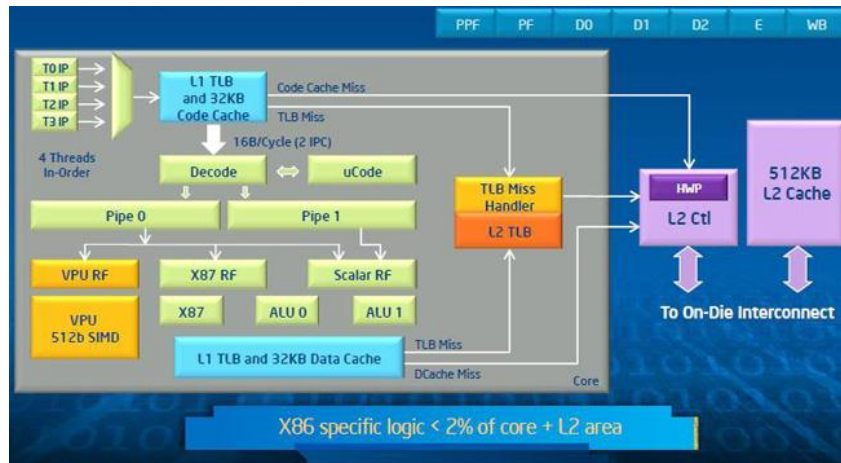 PPF PF D0 D1 D2 E WB
T0 IP
T1 IP
T2 IP
T3 IP
4 Threads
In-Order
L1 TLB
and 32KB
Code Cache
Code Cache Miss
TLB Miss
16B/Cycle (2 IPC)
Decode
uCode
Pipe 0
Pipe 1
VPU RF
X87 RF
Scalar RF
VPU
512b SIMD
X87
ALU 0
ALU 1
L1 TLB and 32KB Data Cache
TLB Miss
DCache Miss
Core
TLB Miss
Handler
L2 TLB
HWP
L2 Ctl
512KB
L2 Cache
To On-Die Interconnect
X86 specific logic < 2% of core + L2 area